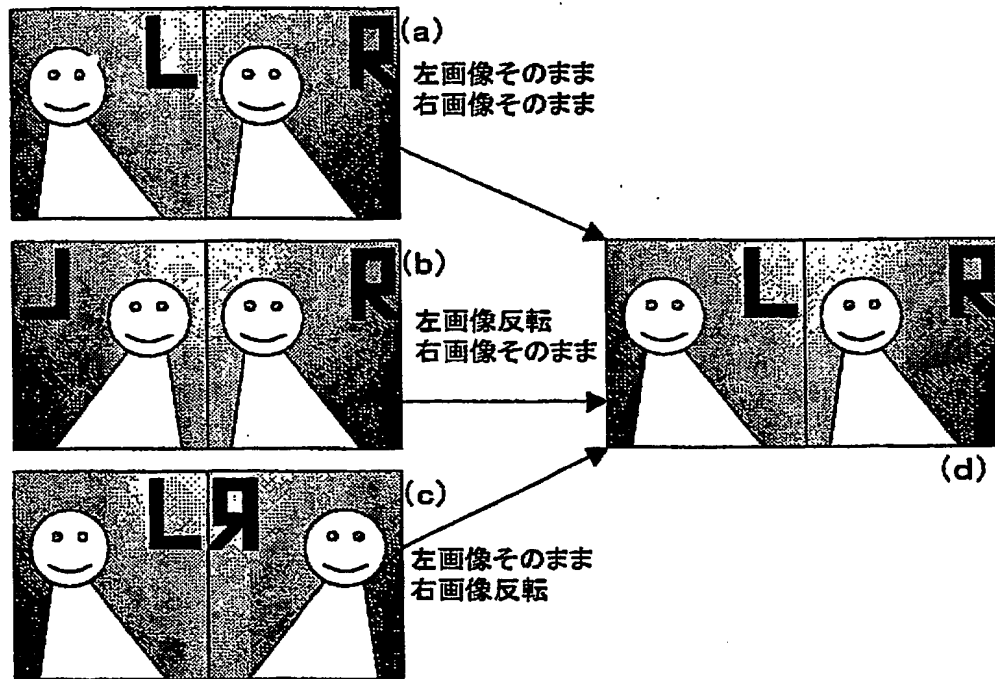 L R (a)
左画像そのまま
右画像そのまま
J R (b)
左画像反転
右画像そのまま
L R
(d)
L Я (c)
左画像そのまま
右画像反転